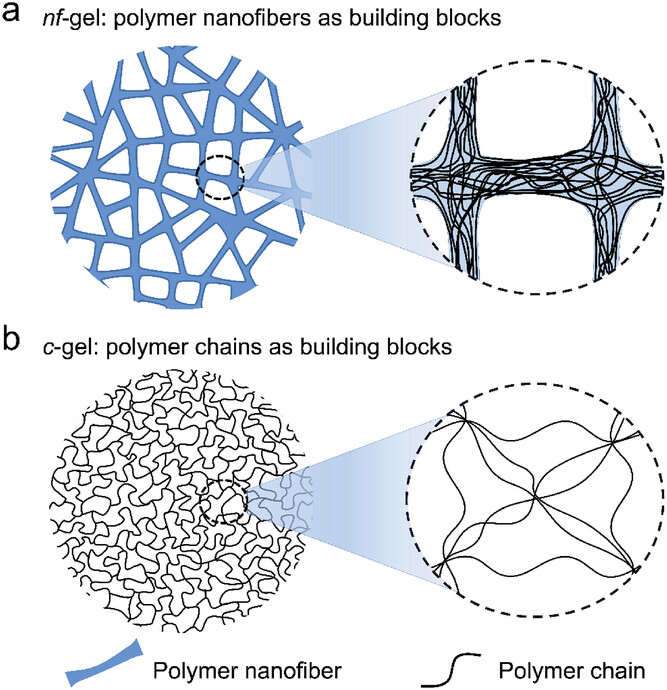 a nf-gel: polymer nanofibers as building blocks
b c-gel: polymer chains as building blocks
Polymer nanofiber Polymer chain